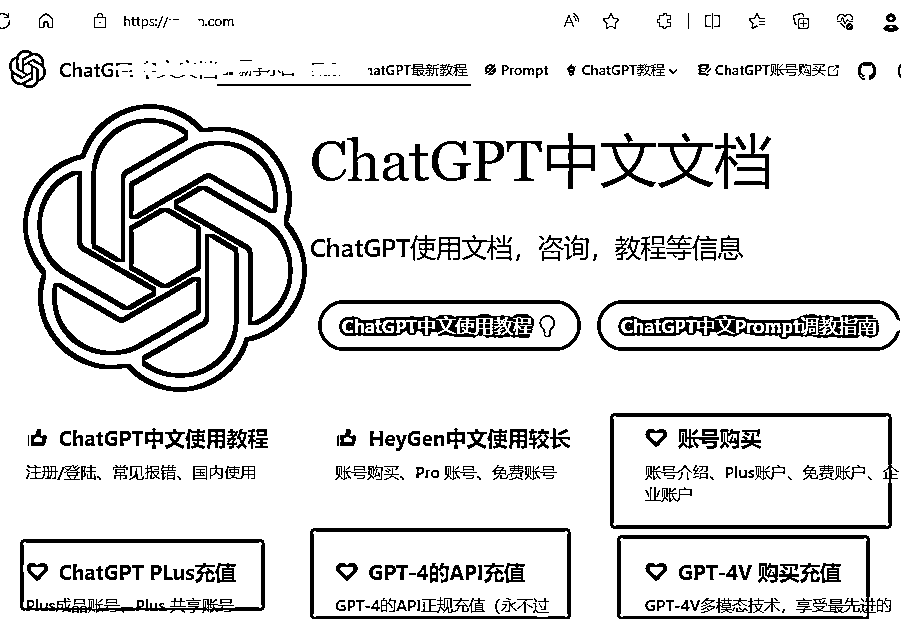 https://
.com
ChatG
hatGPT最新教程
Prompt
ChatGPT教程
ChatGPT账号购买
ChatGPT中文文档
ChatGPT使用文档，咨询，教程等信息
ChatGPT中文使用教程
ChatGPT中文Prompt调教指南
ChatGPT中文使用教程
注册/登陆、常见报错、国内使用
HeyGen中文使用较长
账号购买、Pro 账号、免费账号
账号购买
账号介绍、Plus账户、免费账户、企
业账户
ChatGPT PLus充值
Plus成品账号、Plus 共享账号
GPT-4的API充值
GPT-4的API正规充值（永不过
GPT-4V 购买充值
GPT-4V多模态技术，享受最先进的